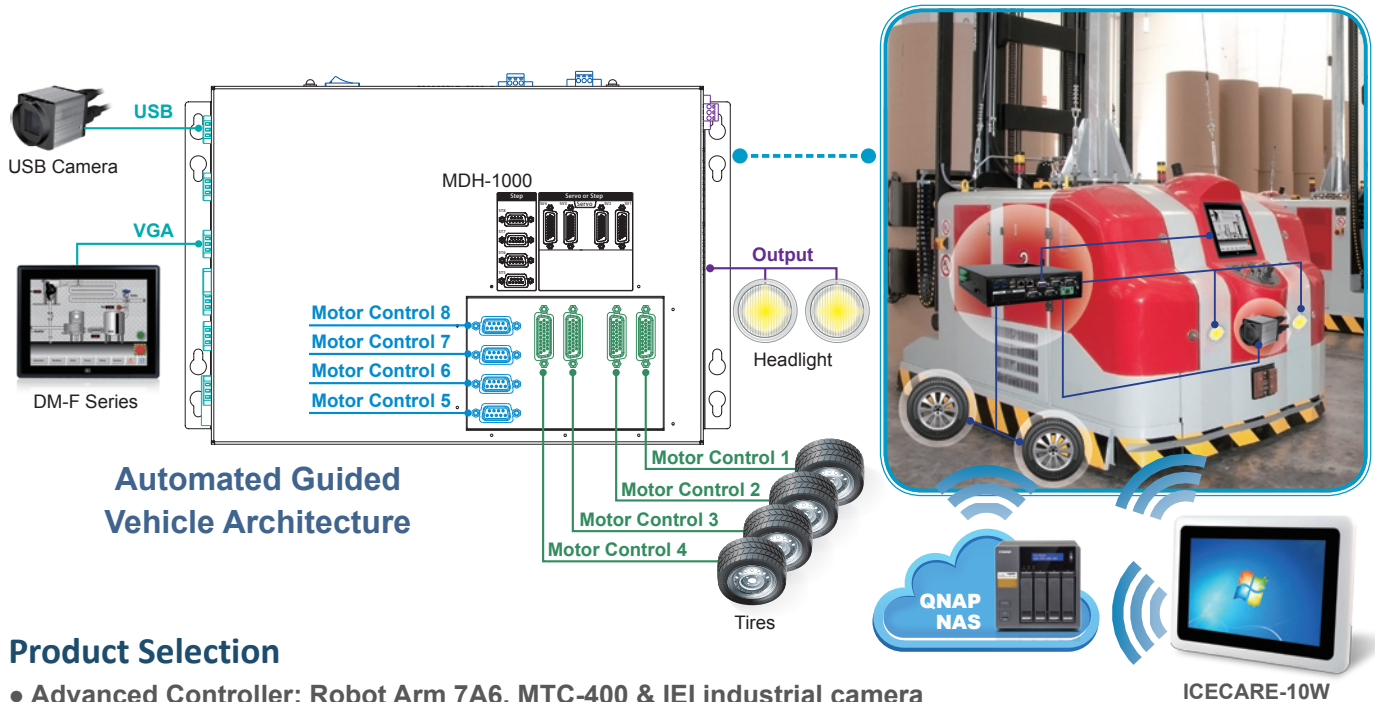 USB
USB Camera
VGA
DM-F Series
MDH-1000
Step
Servo or Step
Servo
Output
Headlight
Motor Control 8
Motor Control 7
Motor Control 6
Motor Control 5
Motor Control 1
Motor Control 2
Motor Control 3
Motor Control 4
Tires
Automated Guided
Vehicle Architecture
QNAP
NAS
ICECARE-10W
Product Selection
● Advanced Controller: Robot Arm 7A6, MTC-400 & IEI industrial camera